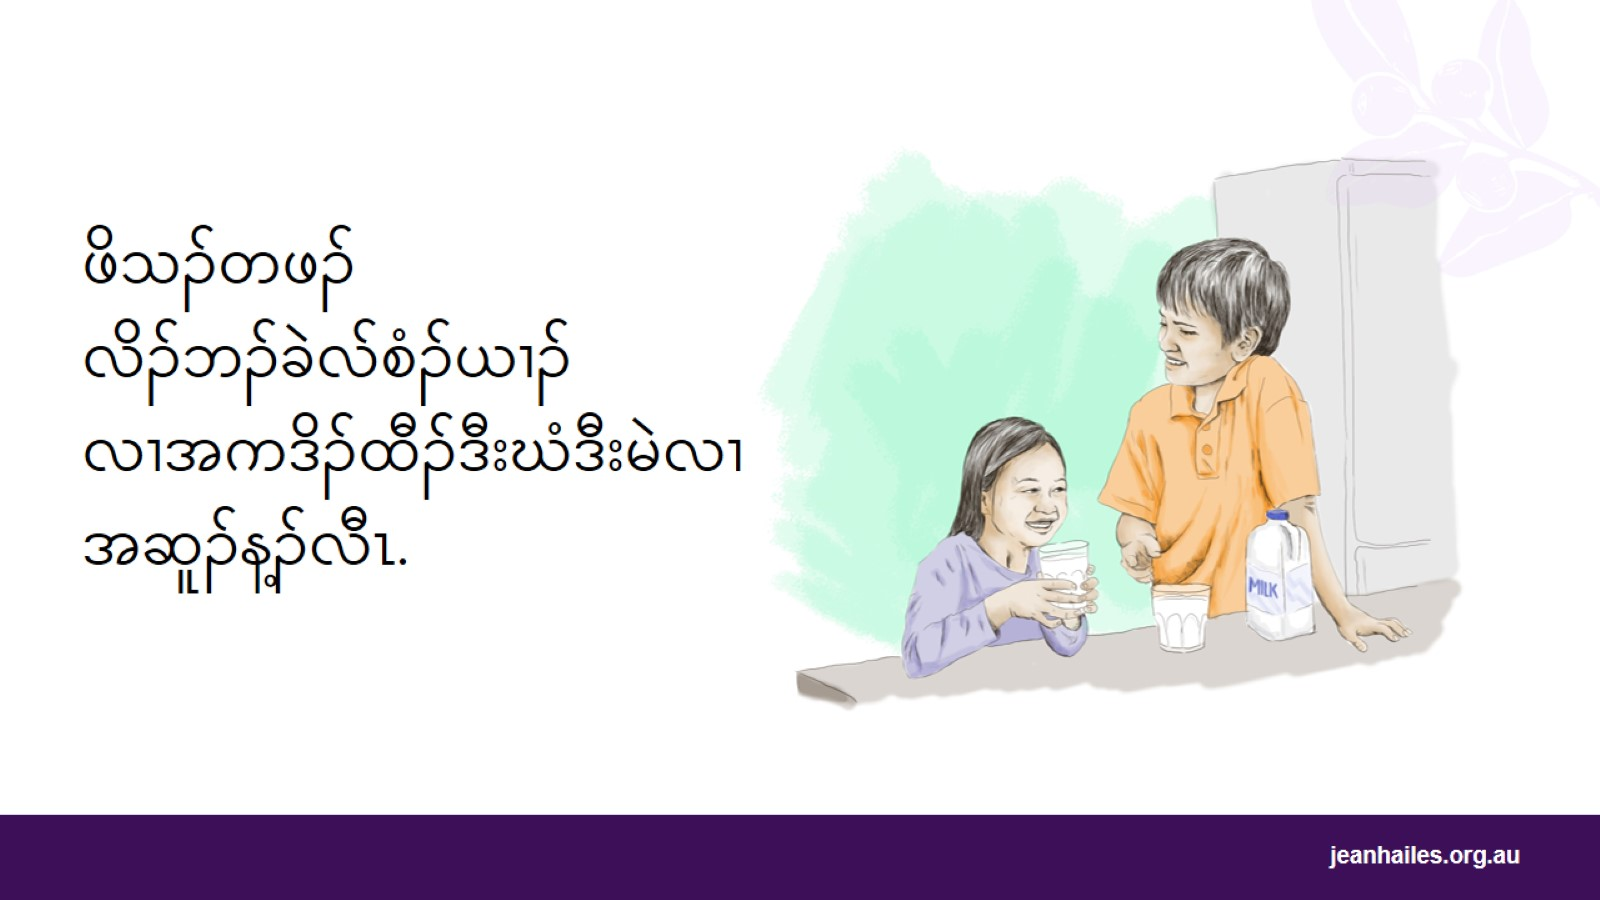 ဖိသၣ်တဖၣ်
လိၣ်ဘၣ်ခဲလ်စံၣ်ယၢၣ်
လၢအကဒိၣ်ထီၣ်ဒီးဃံဒီးမဲလၢ
အဆူၣ်န့ၣ်လီၤ.
MILK
jeanhailes.org.au